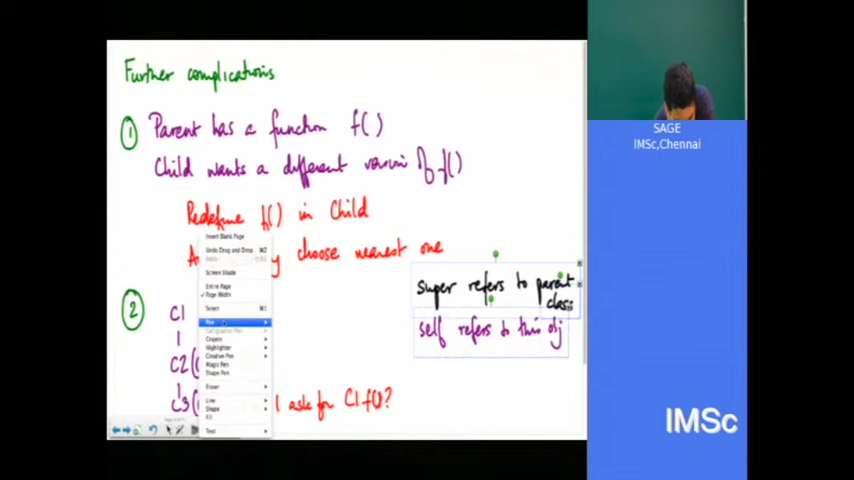 Further complications
1 Parent has a function f()
Child wants a different version of f()
Redefine f() in Child
choose nearest one
super refers to parent
class
self refers to this obj
2 C1
C2(
C3(
I ask for C1 f()?
Insert Blank Page
Undo Drag and Drop ⌘Z
Screen Shade
Entire Page
✓ Page Width
Select
Pen
Calligraphic Pen
Crayon
Highlighter
Creative Pen
Magic Pen
Shape Pen
Eraser
Line
Shape
Fill
Text
SAGE
IMSc,Chennai
IMSc